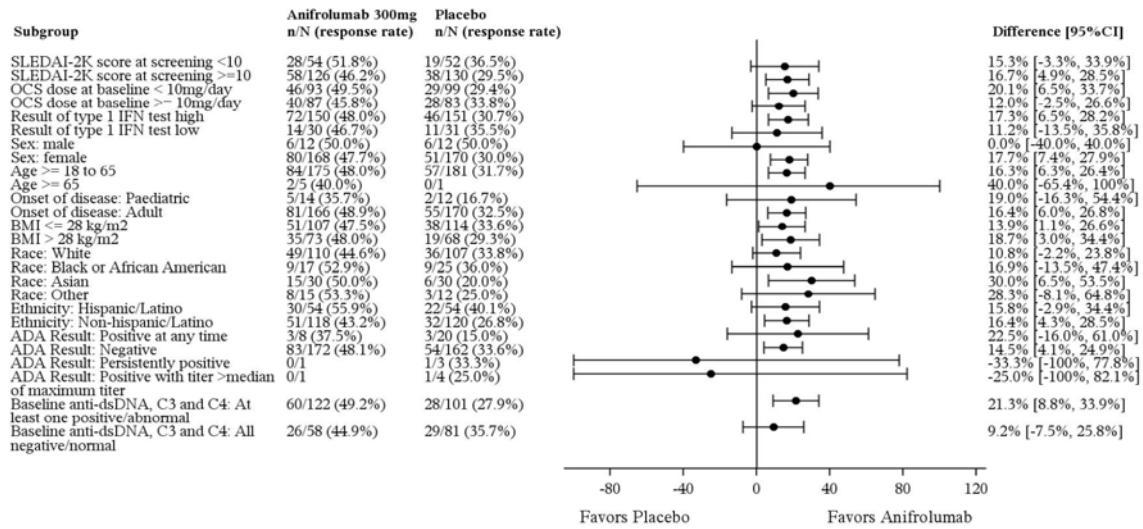 Anifrolumab 300mg Placebo
Subgroup n/N (response rate) n/N (response rate) Difference [95%CI]
SLEDAI-2K score at screening <10 28/54 (51.8%) 19/52 (36.5%) 15.3% [-3.3%, 33.9%]
SLEDAI-2K score at screening >=10 58/126 (46.2%) 38/130 (29.5%) 16.7% [4.9%, 28.5%]
OCS dose at baseline < 10mg/day 46/93 (49.5%) 29/99 (29.4%) 20.1% [6.5%, 33.7%]
OCS dose at baseline >= 10mg/day 40/87 (45.8%) 28/83 (33.8%) 12.0% [-2.5%, 26.6%]
Result of type 1 IFN test high 72/150 (48.0%) 46/151 (30.7%) 17.3% [6.5%, 28.2%]
Result of type 1 IFN test low 14/30 (46.7%) 11/31 (35.5%) 11.2% [-13.5%, 35.8%]
Sex: male 6/12 (50.0%) 6/12 (50.0%) 0.0% [-40.0%, 40.0%]
Sex: female 80/168 (47.7%) 51/170 (30.0%) 17.7% [7.4%, 27.9%]
Age >= 18 to 65 84/175 (48.0%) 57/181 (31.7%) 16.3% [6.3%, 26.4%]
Age >= 65 2/5 (40.0%) 0/1 40.0% [-65.4%, 100%]
Onset of disease: Paediatric 5/14 (35.7%) 2/12 (16.7%) 19.0% [-16.3%, 54.4%]
Onset of disease: Adult 81/166 (48.9%) 55/170 (32.5%) 16.4% [6.0%, 26.8%]
BMI <= 28 kg/m2 51/107 (47.5%) 38/114 (33.6%) 13.9% [1.1%, 26.6%]
BMI > 28 kg/m2 35/73 (48.0%) 19/68 (29.3%) 18.7% [3.0%, 34.4%]
Race: White 49/110 (44.6%) 36/107 (33.8%) 10.8% [-2.2%, 23.8%]
Race: Black or African American 9/17 (52.9%) 9/25 (36.0%) 16.9% [-13.5%, 47.4%]
Race: Asian 15/30 (50.0%) 6/30 (20.0%) 30.0% [6.5%, 53.5%]
Race: Other 8/15 (53.3%) 3/12 (25.0%) 28.3% [-8.1%, 64.8%]
Ethnicity: Hispanic/Latino 30/54 (55.9%) 22/54 (40.1%) 15.8% [-2.9%, 34.4%]
Ethnicity: Non-hispanic/Latino 51/118 (43.2%) 32/120 (26.8%) 16.4% [4.3%, 28.5%]
ADA Result: Positive at any time 3/8 (37.5%) 3/20 (15.0%) 22.5% [-16.0%, 61.0%]
ADA Result: Negative 83/172 (48.1%) 54/162 (33.6%) 14.5% [4.1%, 24.9%]
ADA Result: Persistently positive 0/1 1/3 (33.3%) -33.3% [-100%, 77.8%]
ADA Result: Positive with titer >median 0/1 1/4 (25.0%) -25.0% [-100%, 82.1%]
of maximum titer
Baseline anti-dsDNA, C3 and C4: At 60/122 (49.2%) 28/101 (27.9%) 21.3% [8.8%, 33.9%]
least one positive/abnormal
Baseline anti-dsDNA, C3 and C4: All 26/58 (44.9%) 29/81 (35.7%) 9.2% [-7.5%, 25.8%]
negative/normal
-80 -40 0 40 80 120
Favors Placebo Favors Anifrolumab